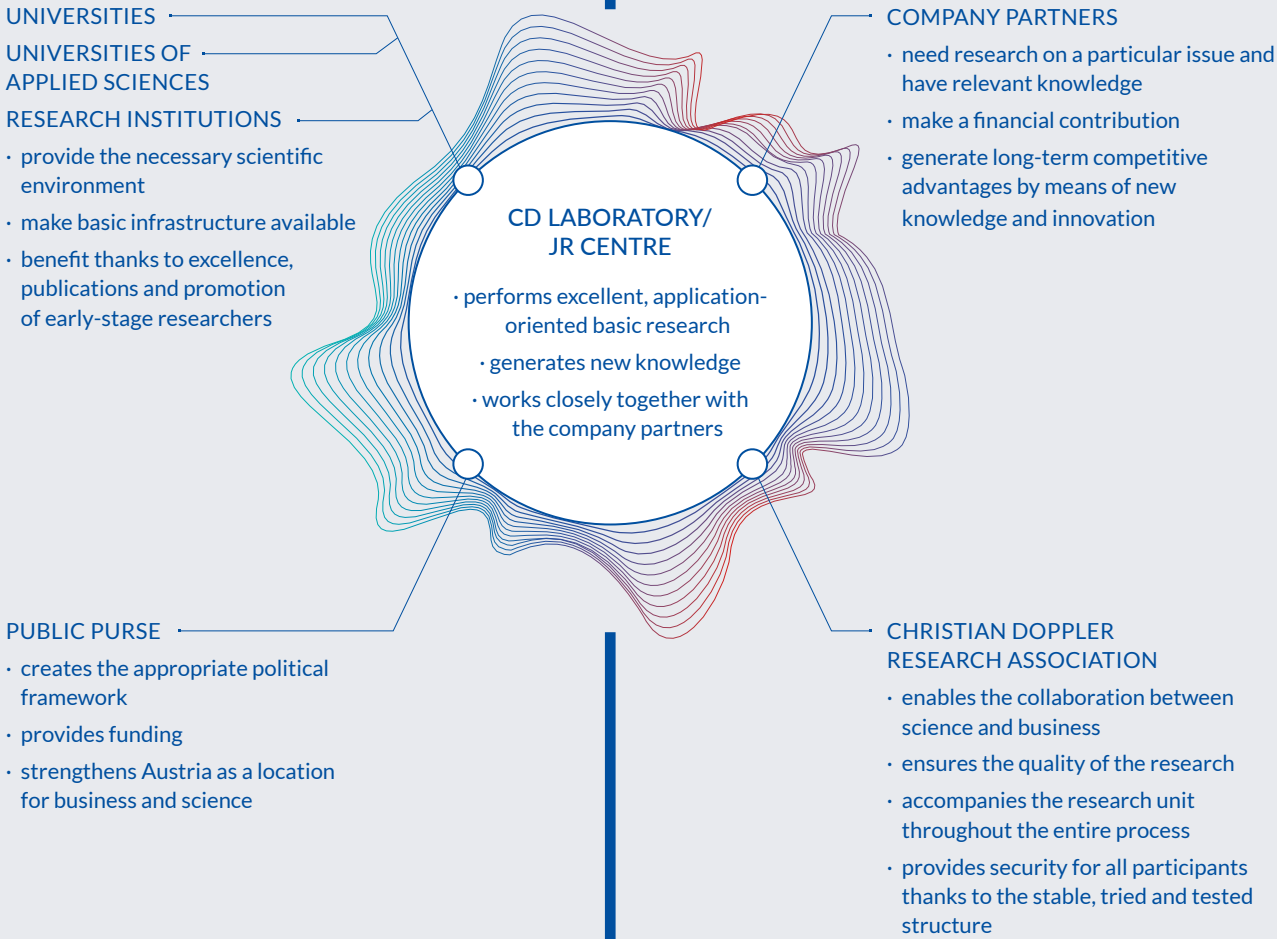 UNIVERSITIES
UNIVERSITIES OF
APPLIED SCIENCES
RESEARCH INSTITUTIONS
· provide the necessary scientific
environment
· make basic infrastructure available
· benefit thanks to excellence,
publications and promotion
of early-stage researchers
COMPANY PARTNERS
· need research on a particular issue and
have relevant knowledge
· make a financial contribution
· generate long-term competitive
advantages by means of new
knowledge and innovation
CD LABORATORY/
JR CENTRE
· performs excellent, application-
oriented basic research
· generates new knowledge
· works closely together with
the company partners
PUBLIC PURSE
· creates the appropriate political
framework
· provides funding
· strengthens Austria as a location
for business and science
CHRISTIAN DOPPLER
RESEARCH ASSOCIATION
· enables the collaboration between
science and business
· ensures the quality of the research
· accompanies the research unit
throughout the entire process
· provides security for all participants
thanks to the stable, tried and tested
structure